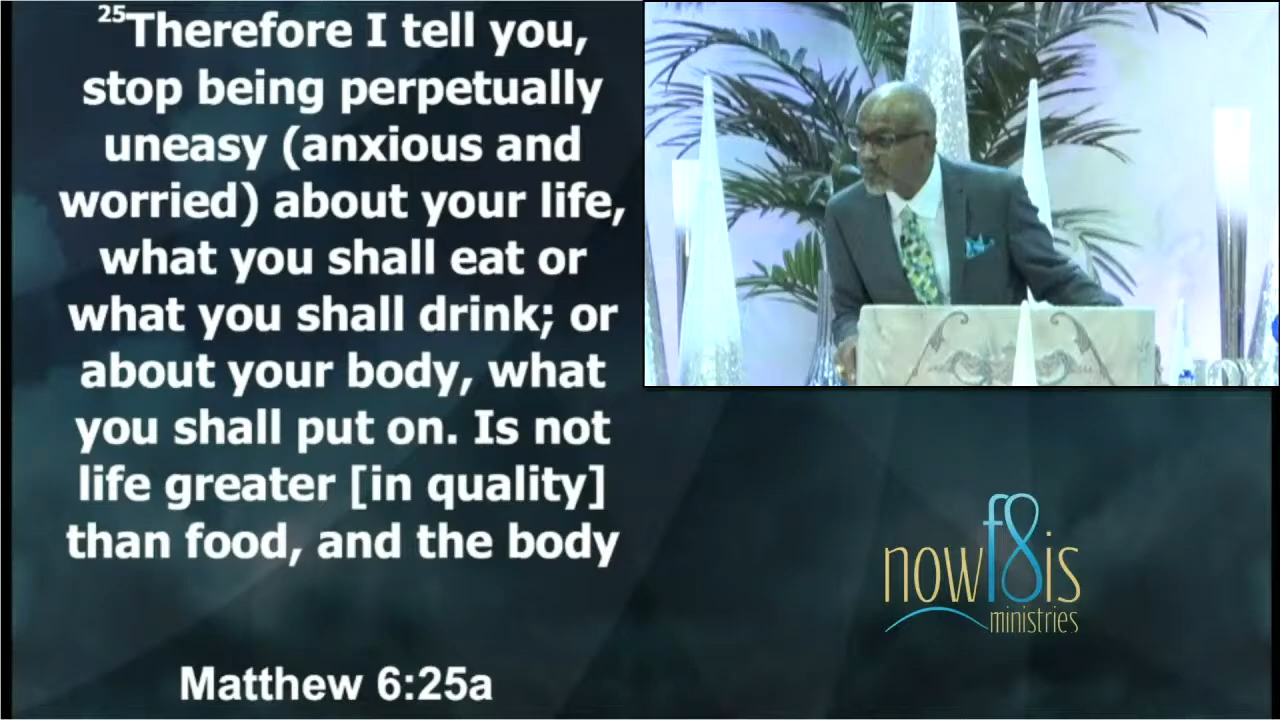 25Therefore I tell you,
stop being perpetually
uneasy (anxious and
worried) about your life,
what you shall eat or
what you shall drink; or
about your body, what
you shall put on. Is not
life greater [in quality]
than food, and the body
Matthew 6:25a
nowf8is
ministries